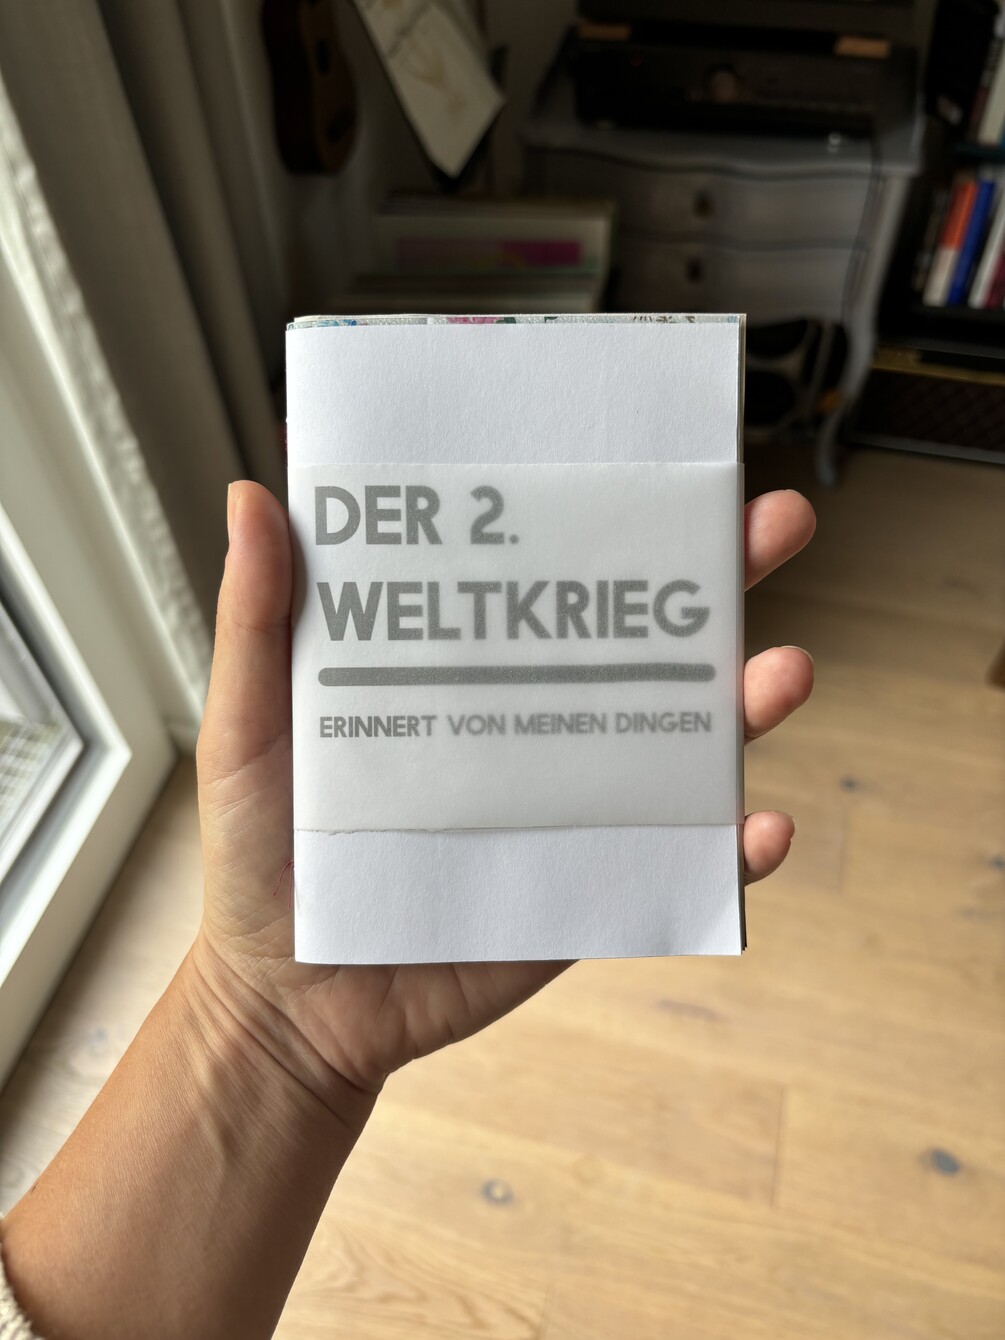 DER 2.
WELTKRIEG
ERINNERT VON MEINEN DINGEN